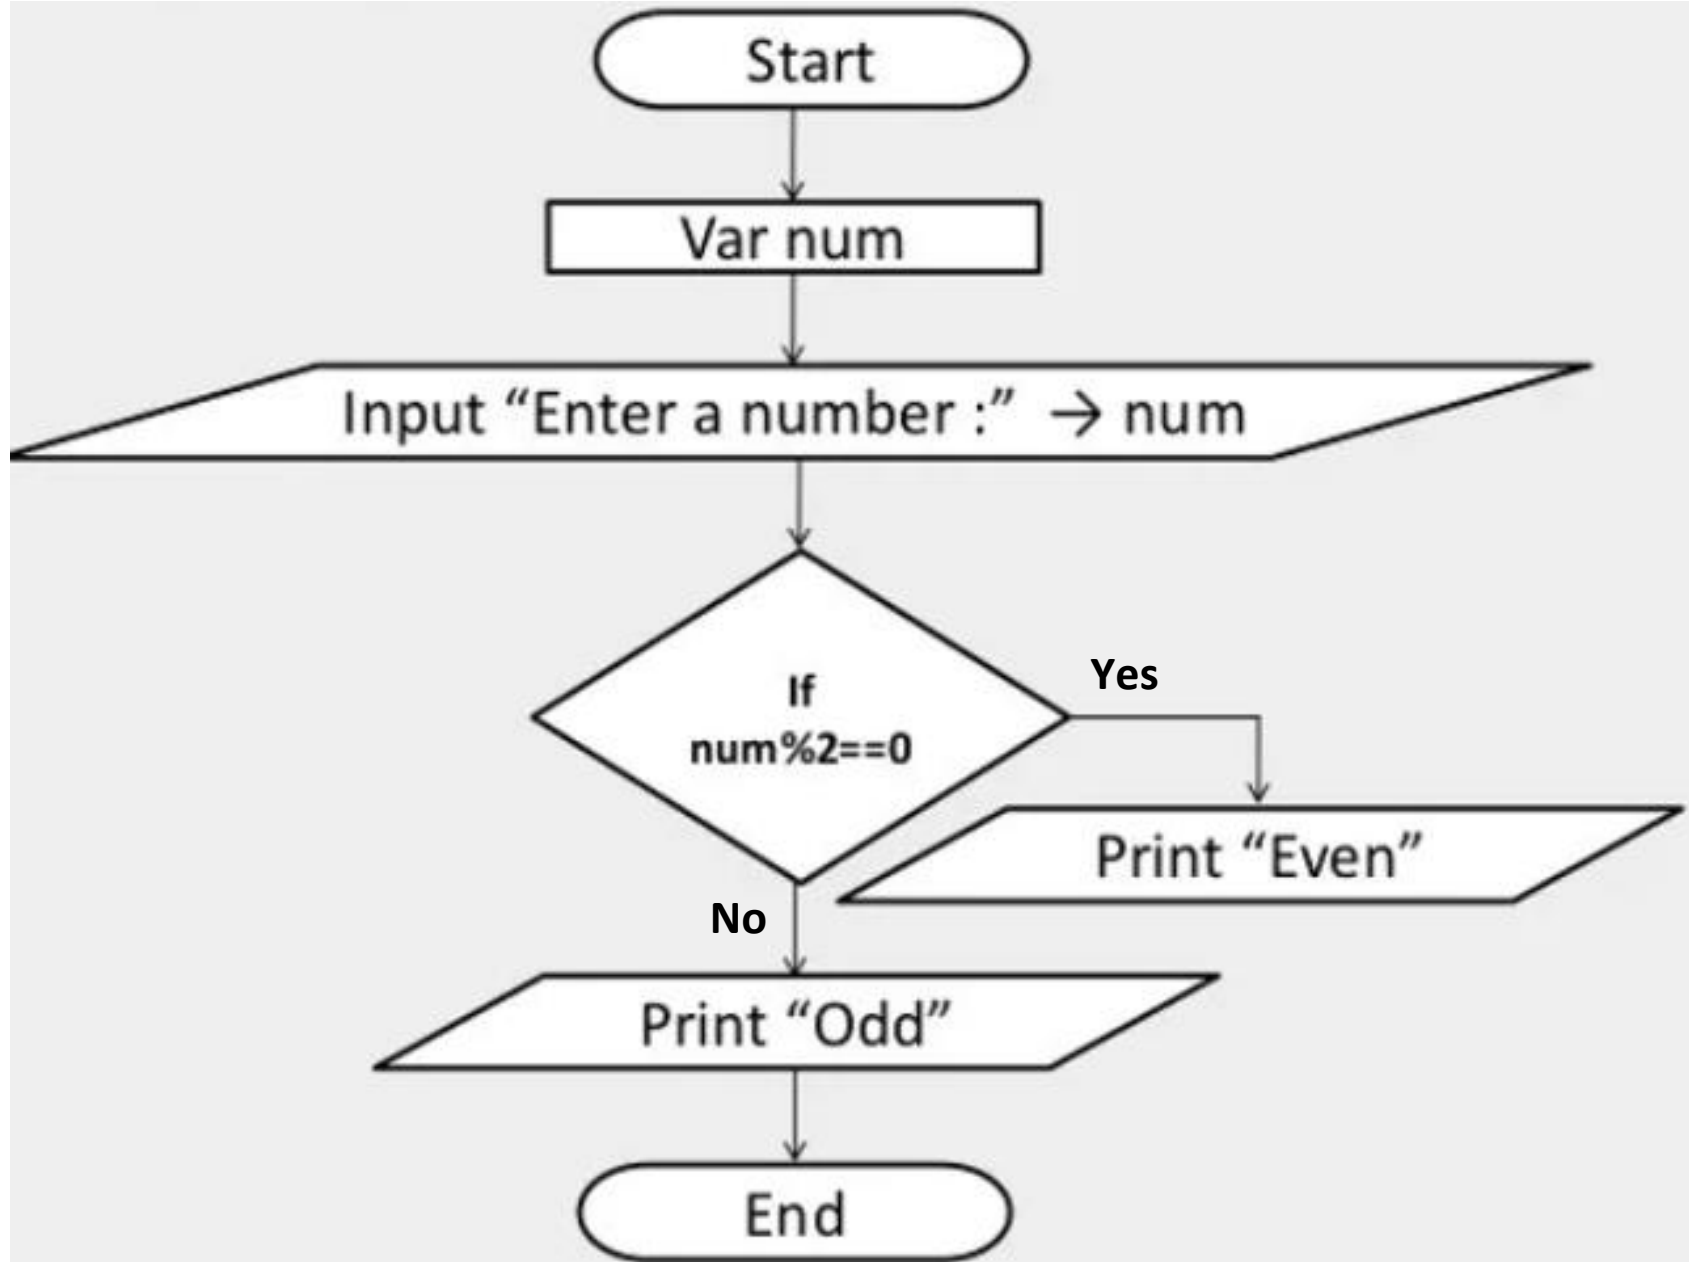 Start
Var num
Input “Enter a number :” → num
If
num%2==0
Yes
Print “Even”
No
Print “Odd”
End